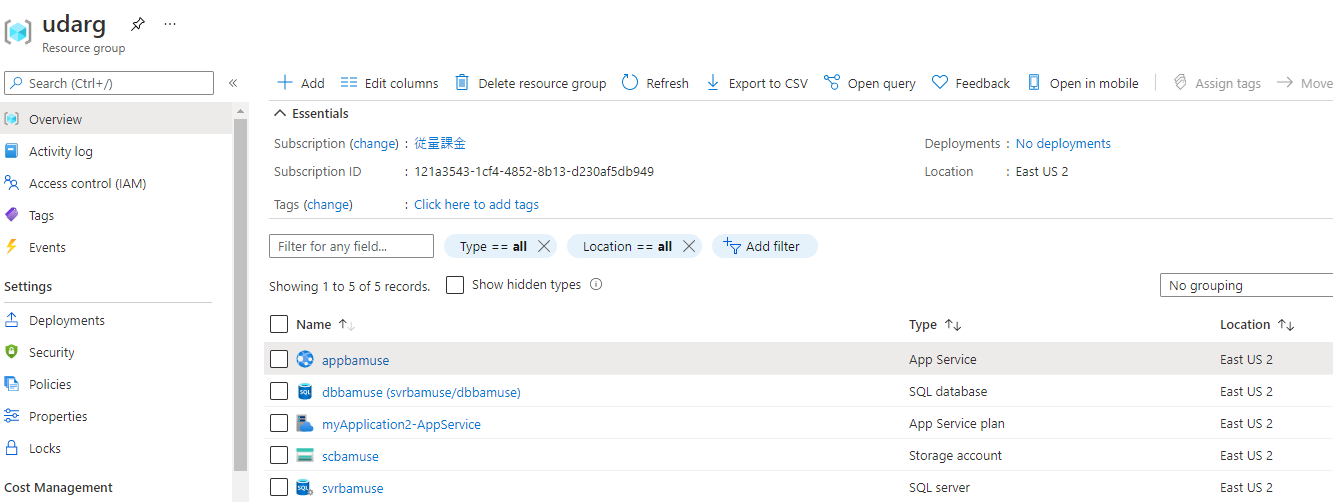 udarg
Resource group
Search (Ctrl+/)
Add Edit columns Delete resource group Refresh Export to CSV Open query Feedback Open in mobile Assign tags Move
Overview
Activity log
Access control (IAM)
Tags
Events
Settings
Deployments
Security
Policies
Properties
Locks
Cost Management
Essentials
Subscription (change) : 従量課金
Deployments : No deployments
Subscription ID : 121a3543-1cf4-4852-8b13-d230af5db949
Location : East US 2
Tags (change) : Click here to add tags
Filter for any field... Type == all Location == all Add filter
Showing 1 to 5 of 5 records. Show hidden types No grouping
Name Type Location
appbamuse App Service East US 2
dbbamuse (svrbamuse/dbbamuse) SQL database East US 2
myApplication2-AppService App Service plan East US 2
scbamuse Storage account East US 2
svrbamuse SQL server East US 2